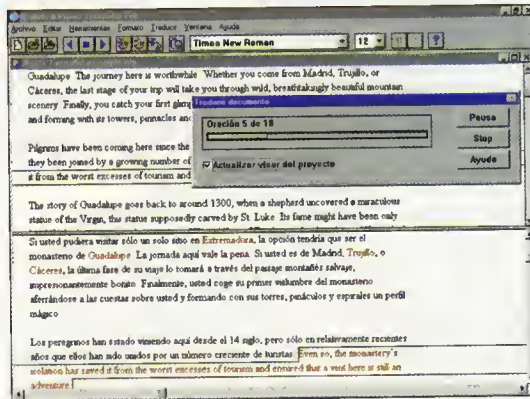 Archivo Editar Herramientas Formato Traducir Ventana Ayuda
Times New Roman 12
Guadalupe The journey here is worthwhile Whether you come from Madrid, Trujillo, or
Cáceres, the last stage of your trip will take you through wild, breathtakingly beautiful mountain
scenery Finally, you catch your first
and forming with its towers, pinnacles and
Traducir documento
Oración 5 de 18
Pausa
Stop
Ayuda
Actualizar visor del proyecto
Pilgrims have been coming here since the
they been joined by a growing number of
it from the worst excesses of tourism and
The story of Guadalupe goes back to around 1300, when a shepherd uncovered a miraculous
statue of the Virgin, this statue supposedly carved by St. Luke Its fame might have been only
Si usted pudiera visitar sólo un solo sitio en Extremadura, la opción tendría que ser el
monasterio de Guadalupe La jornada aquí vale la pena Si usted es de Madrid, Trujillo, o
Cáceres, la última fase de su viaje lo tomará a través del paisaje montañés salvaje,
impresionantemente bonito Finalmente, usted coge su primer vislumbre del monasterio
aferrándose a las cuestas sobre usted y formando con sus torres, pináculos y espirales un perfil
mágico
Los peregrinos han estado viniendo aquí desde el 14 siglo, pero sólo en relativamente recientes
años que ellos han sido unidos por un número creciente de turistas Even so, the monastery's
isolation has saved it from the worst excesses of tourism and ensured that a visit here is still an
adventure